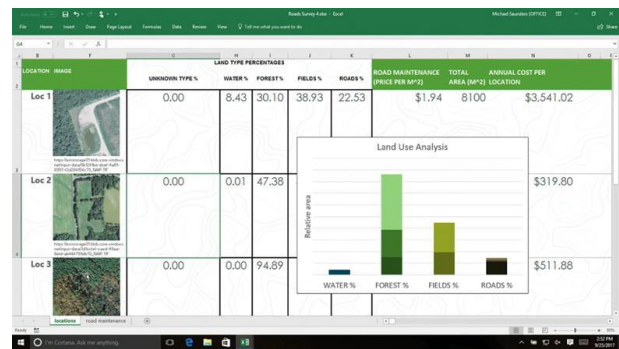 Roads Survey 4.xlsx - Excel
Michael Saunders (OFFICE)
File Home Insert Draw Page Layout Formulas Data Review View Tell me what you want to do
Share
G4
LAND TYPE PERCENTAGES
LOCATION IMAGE UNKNOWN TYPE % WATER % FOREST % FIELDS % ROADS % ROAD MAINTENANCE (PRICE PER M^2) TOTAL AREA (M^2) ANNUAL COST PER LOCATION
Loc 1 0.00 8.43 30.10 38.93 22.53 $1.94 8100 $3,541.02
Loc 2 0.00 0.01 47.38 $319.80
Loc 3 0.00 0.00 94.89 $511.88
Land Use Analysis
Relative area
WATER % FOREST % FIELDS % ROADS %
locations road maintenance
Ready
I'm Cortana. Ask me anything.
2:32 PM
9/25/2017